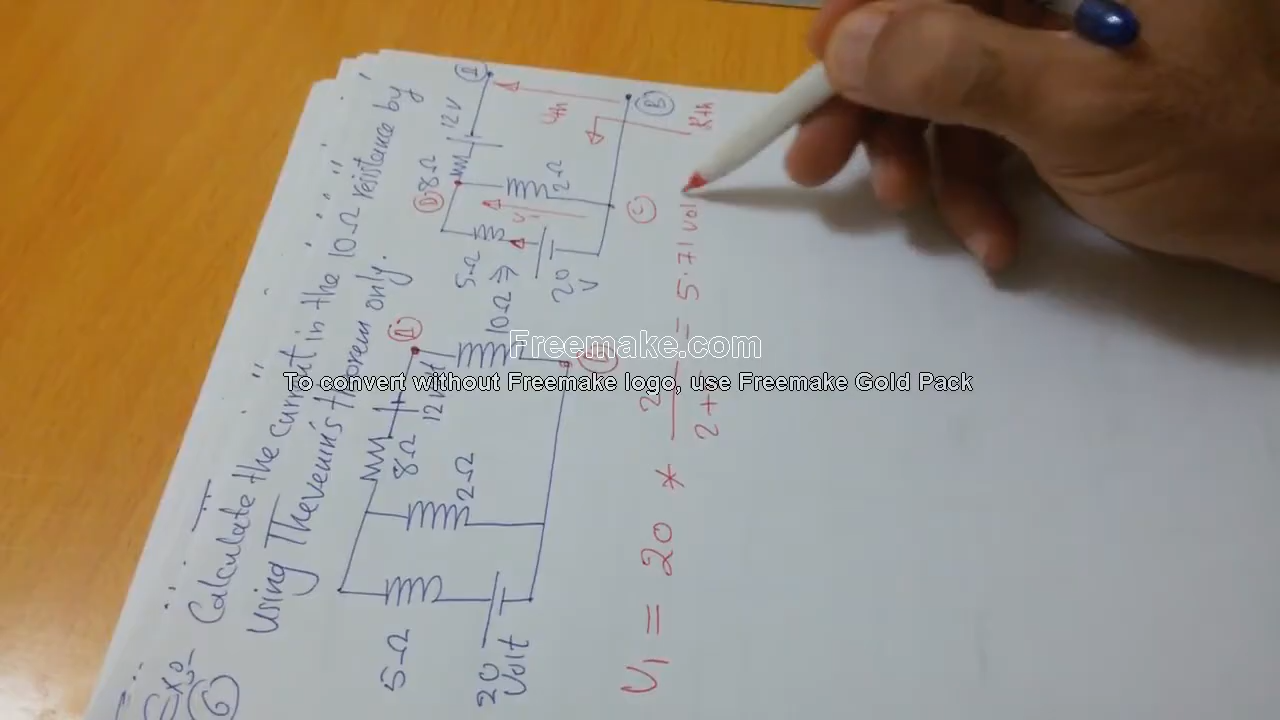 Exo
6
Calculate the current in the 10Ω resistance by
using Thevenin's theorem only.
5Ω
20
Volt
2Ω
8Ω
12Volt
A
10Ω
B
⇒
5Ω
20
V
D
8Ω
12V
A
2Ω
V1
Vth
B
C
Rth
V1 = 20 * 2
2+
= 5.71 vol
Freemake.com
To convert without Freemake logo, use Freemake Gold Pack